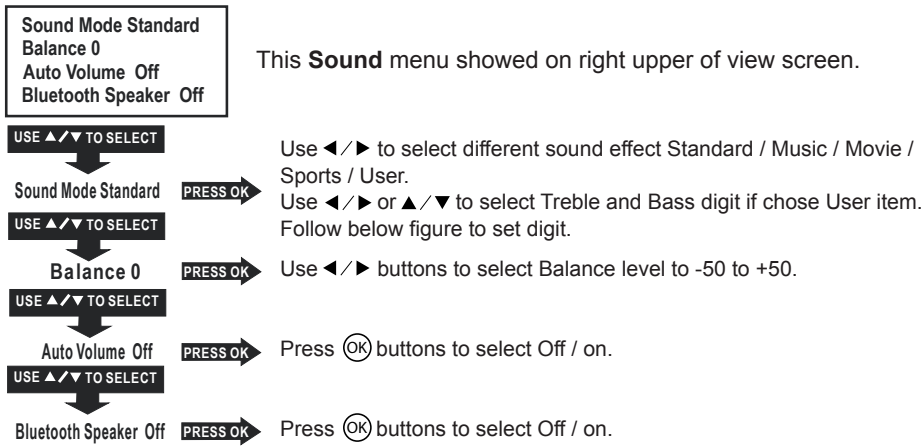 Sound Mode Standard
Balance 0
Auto Volume Off
Bluetooth Speaker Off
This Sound menu showed on right upper of view screen.
USE ▲/▼ TO SELECT
Sound Mode Standard PRESS OK
Use ◀/▶ to select different sound effect Standard / Music / Movie /
Sports / User.
Use ◀/▶ or ▲/▼ to select Treble and Bass digit if chose User item.
Follow below figure to set digit.
USE ▲/▼ TO SELECT
Balance 0 PRESS OK Use ◀/▶ buttons to select Balance level to -50 to +50.
USE ▲/▼ TO SELECT
Auto Volume Off PRESS OK Press OK buttons to select Off / on.
USE ▲/▼ TO SELECT
Bluetooth Speaker Off PRESS OK Press OK buttons to select Off / on.